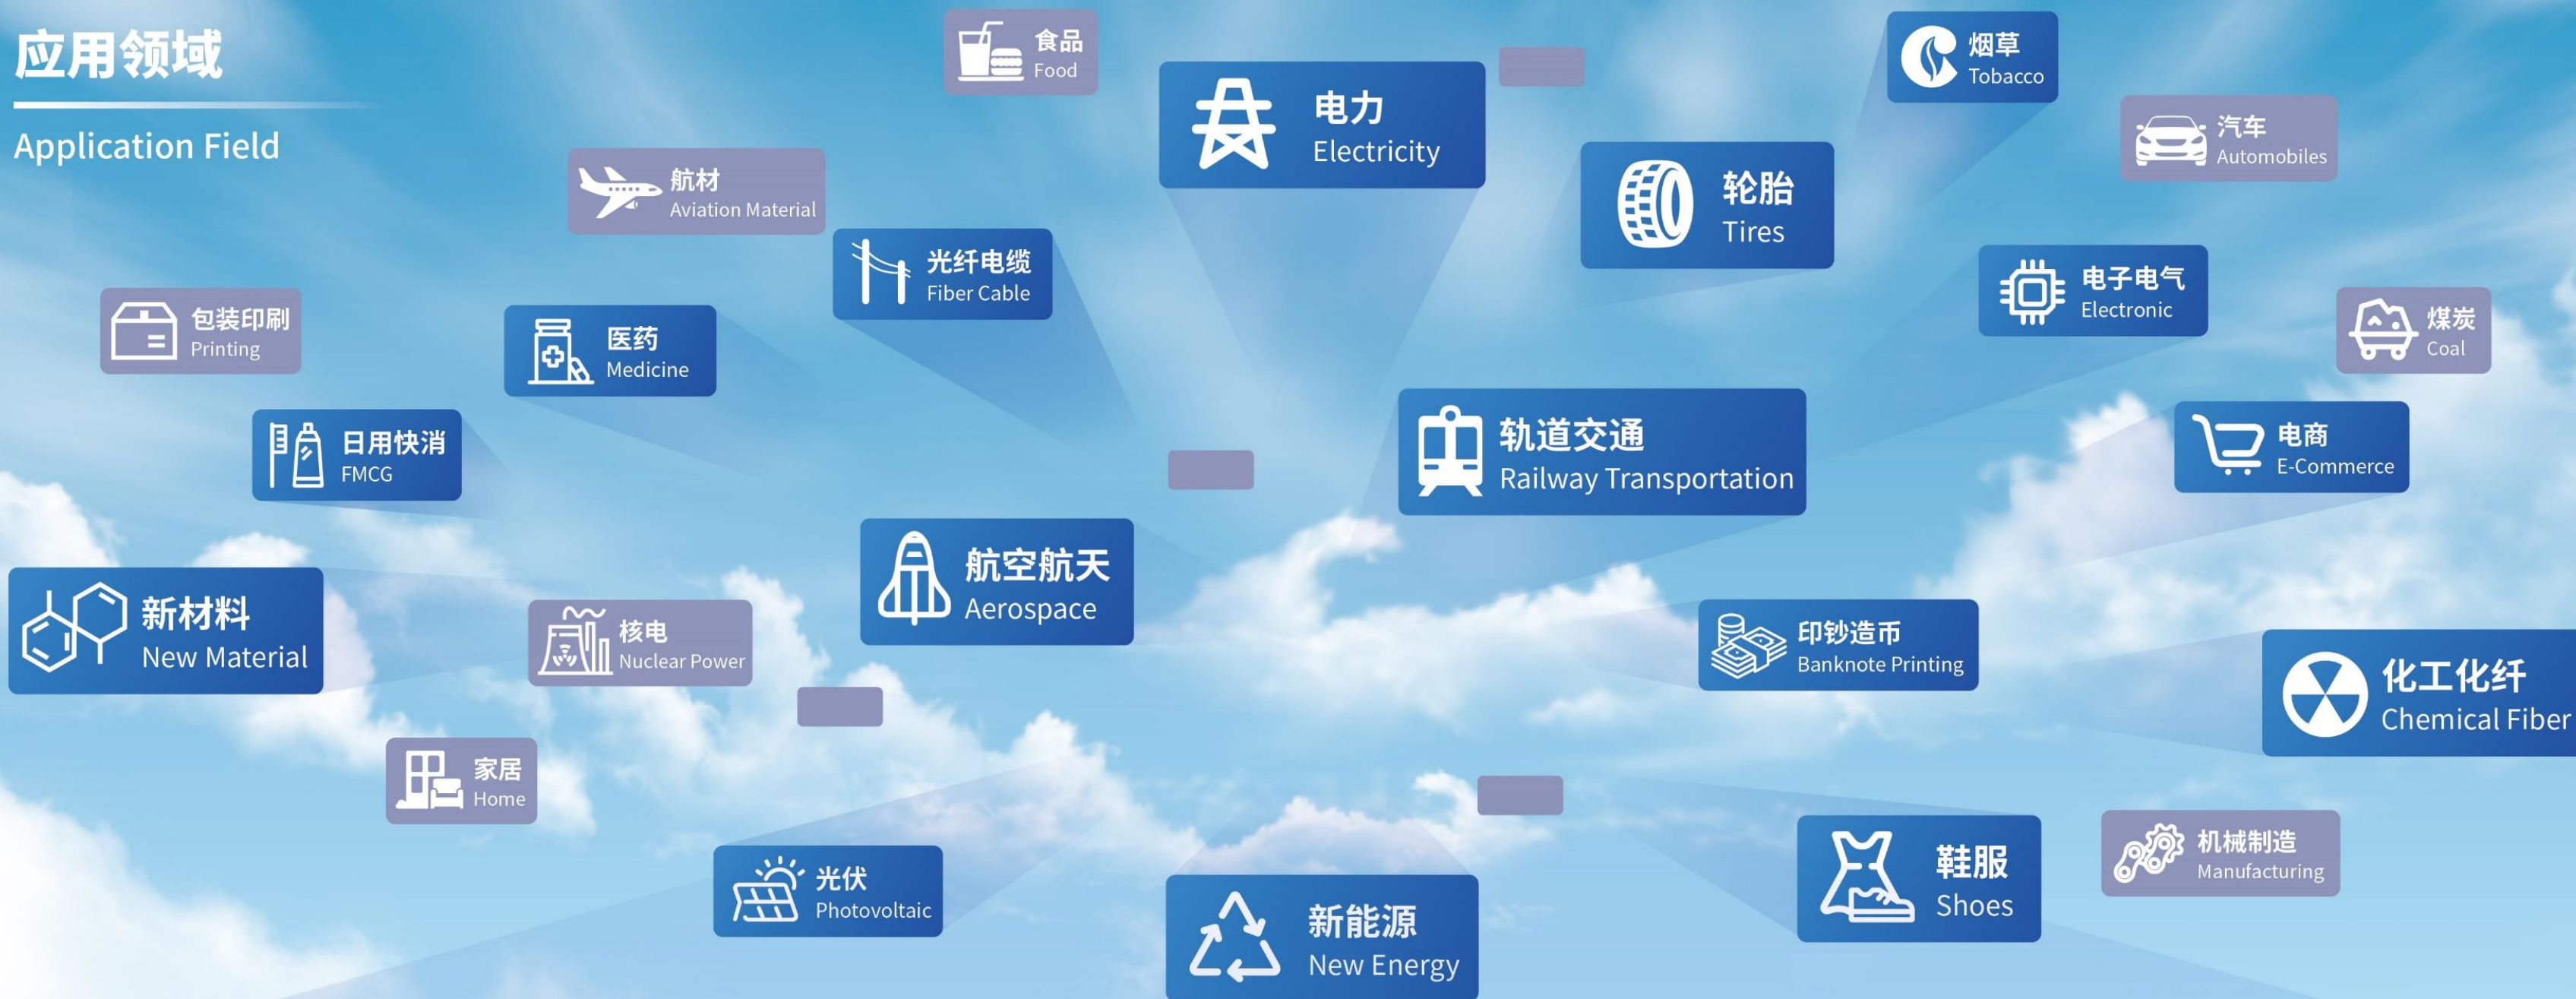 应用领域
Application Field
食品
Food
电力
Electricity
烟草
Tobacco
汽车
Automobiles
航材
Aviation Material
轮胎
Tires
光纤电缆
Fiber Cable
电子电气
Electronic
包装印刷
Printing
医药
Medicine
煤炭
Coal
日用快消
FMCG
轨道交通
Railway Transportation
电商
E-Commerce
航空航天
Aerospace
新材料
New Material
核电
Nuclear Power
印钞造币
Banknote Printing
化工化纤
Chemical Fiber
家居
Home
光伏
Photovoltaic
新能源
New Energy
鞋服
Shoes
机械制造
Manufacturing